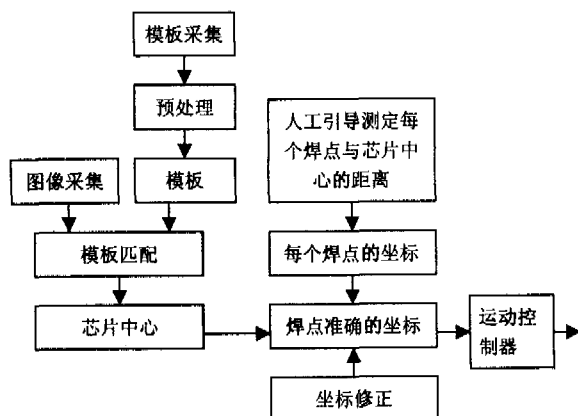 模板采集
预处理
图像采集
模板
人工引导测定每
个焊点与芯片中
心的距离
模板匹配
每个焊点的坐标
芯片中心
焊点准确的坐标
运动控
制器
坐标修正